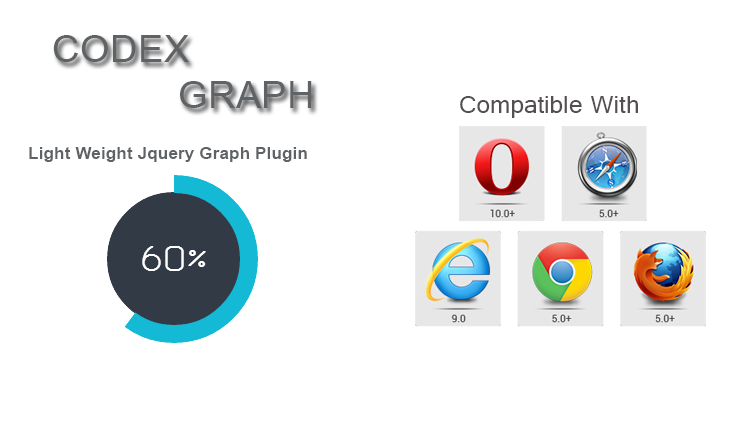 CODEX
GRAPH
Light Weight Jquery Graph Plugin
60%
Compatible With
10.0+
5.0+
9.0
5.0+
5.0+